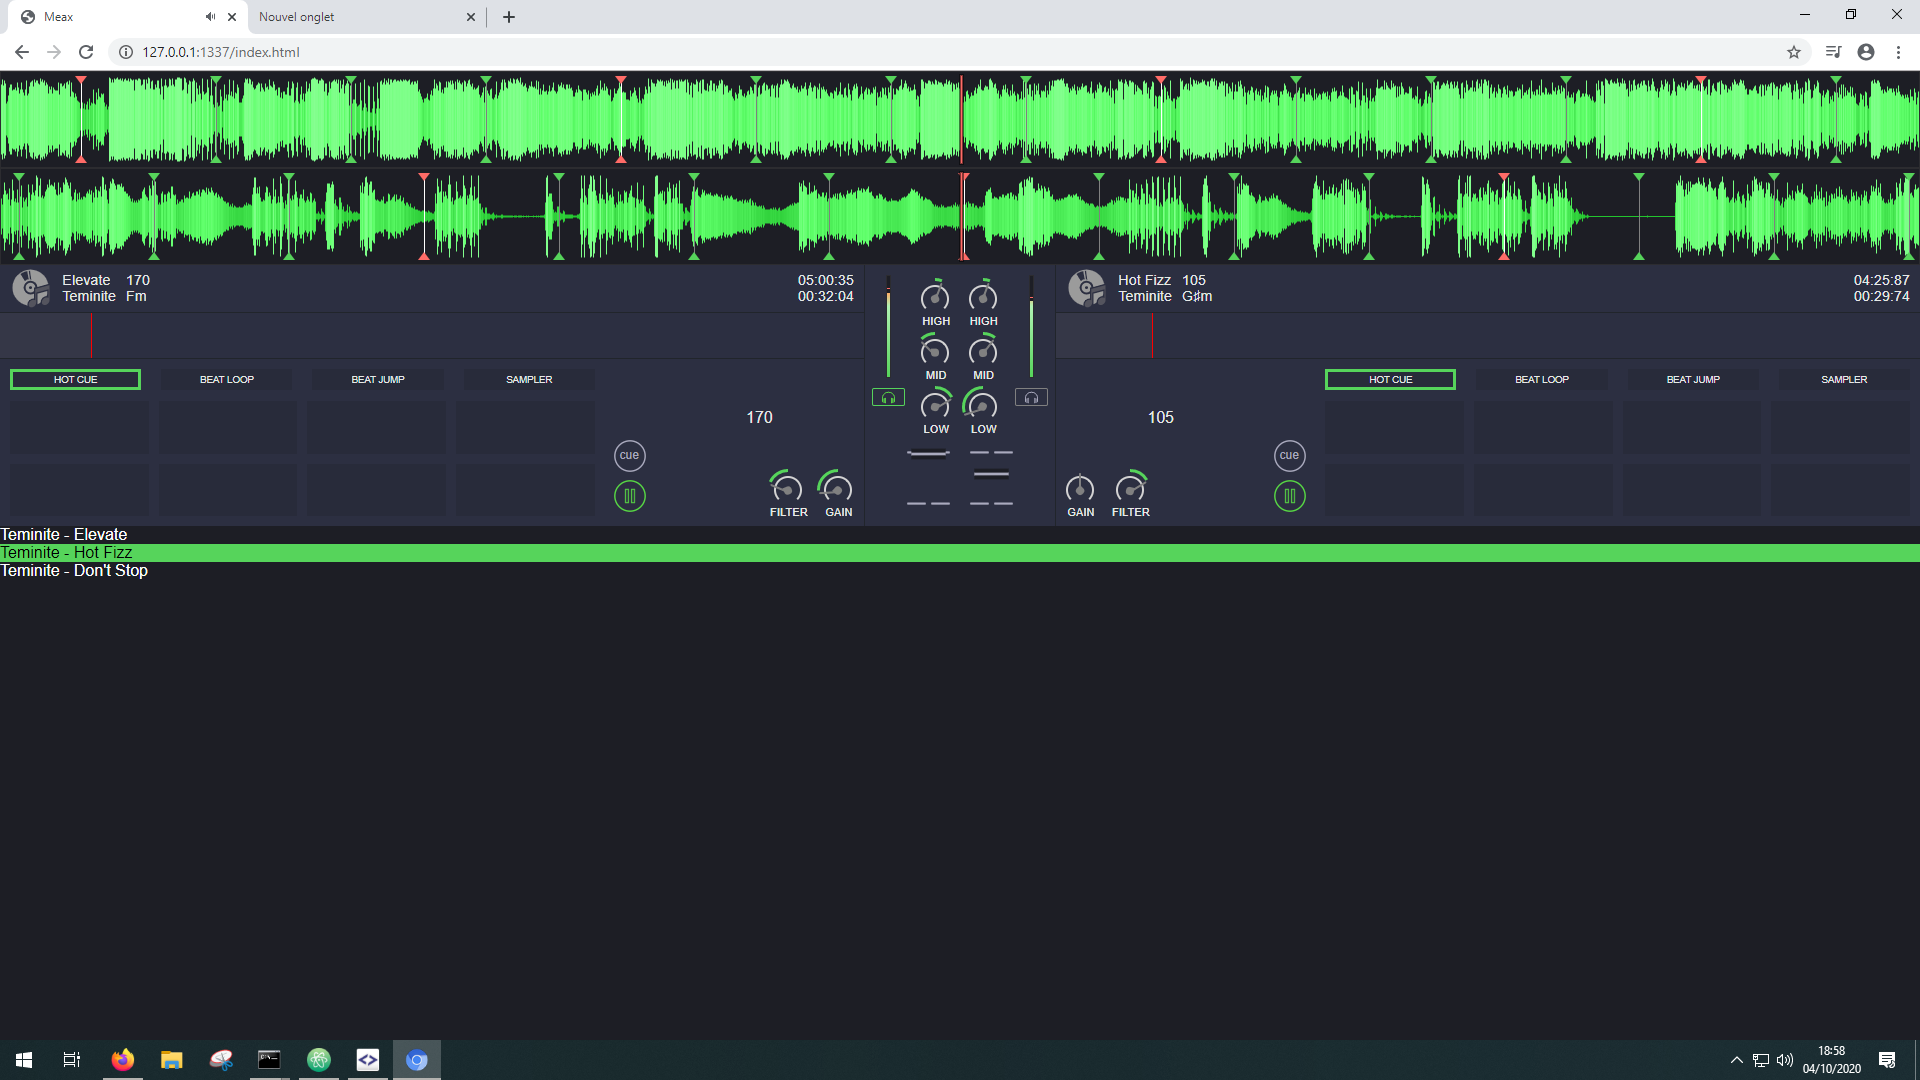 Meax
Nouvel onglet
127.0.0.1:1337/index.html
Elevate 170
Teminite Fm
05:00:35
00:32:04
HIGH HIGH
MID MID
LOW LOW
Hot Fizz 105
Teminite G♯m
04:25:87
00:29:74
HOT CUE BEAT LOOP BEAT JUMP SAMPLER
170
cue
FILTER GAIN
105
cue
GAIN FILTER
HOT CUE BEAT LOOP BEAT JUMP SAMPLER
Teminite - Elevate
Teminite - Hot Fizz
Teminite - Don't Stop
18:58
04/10/2020